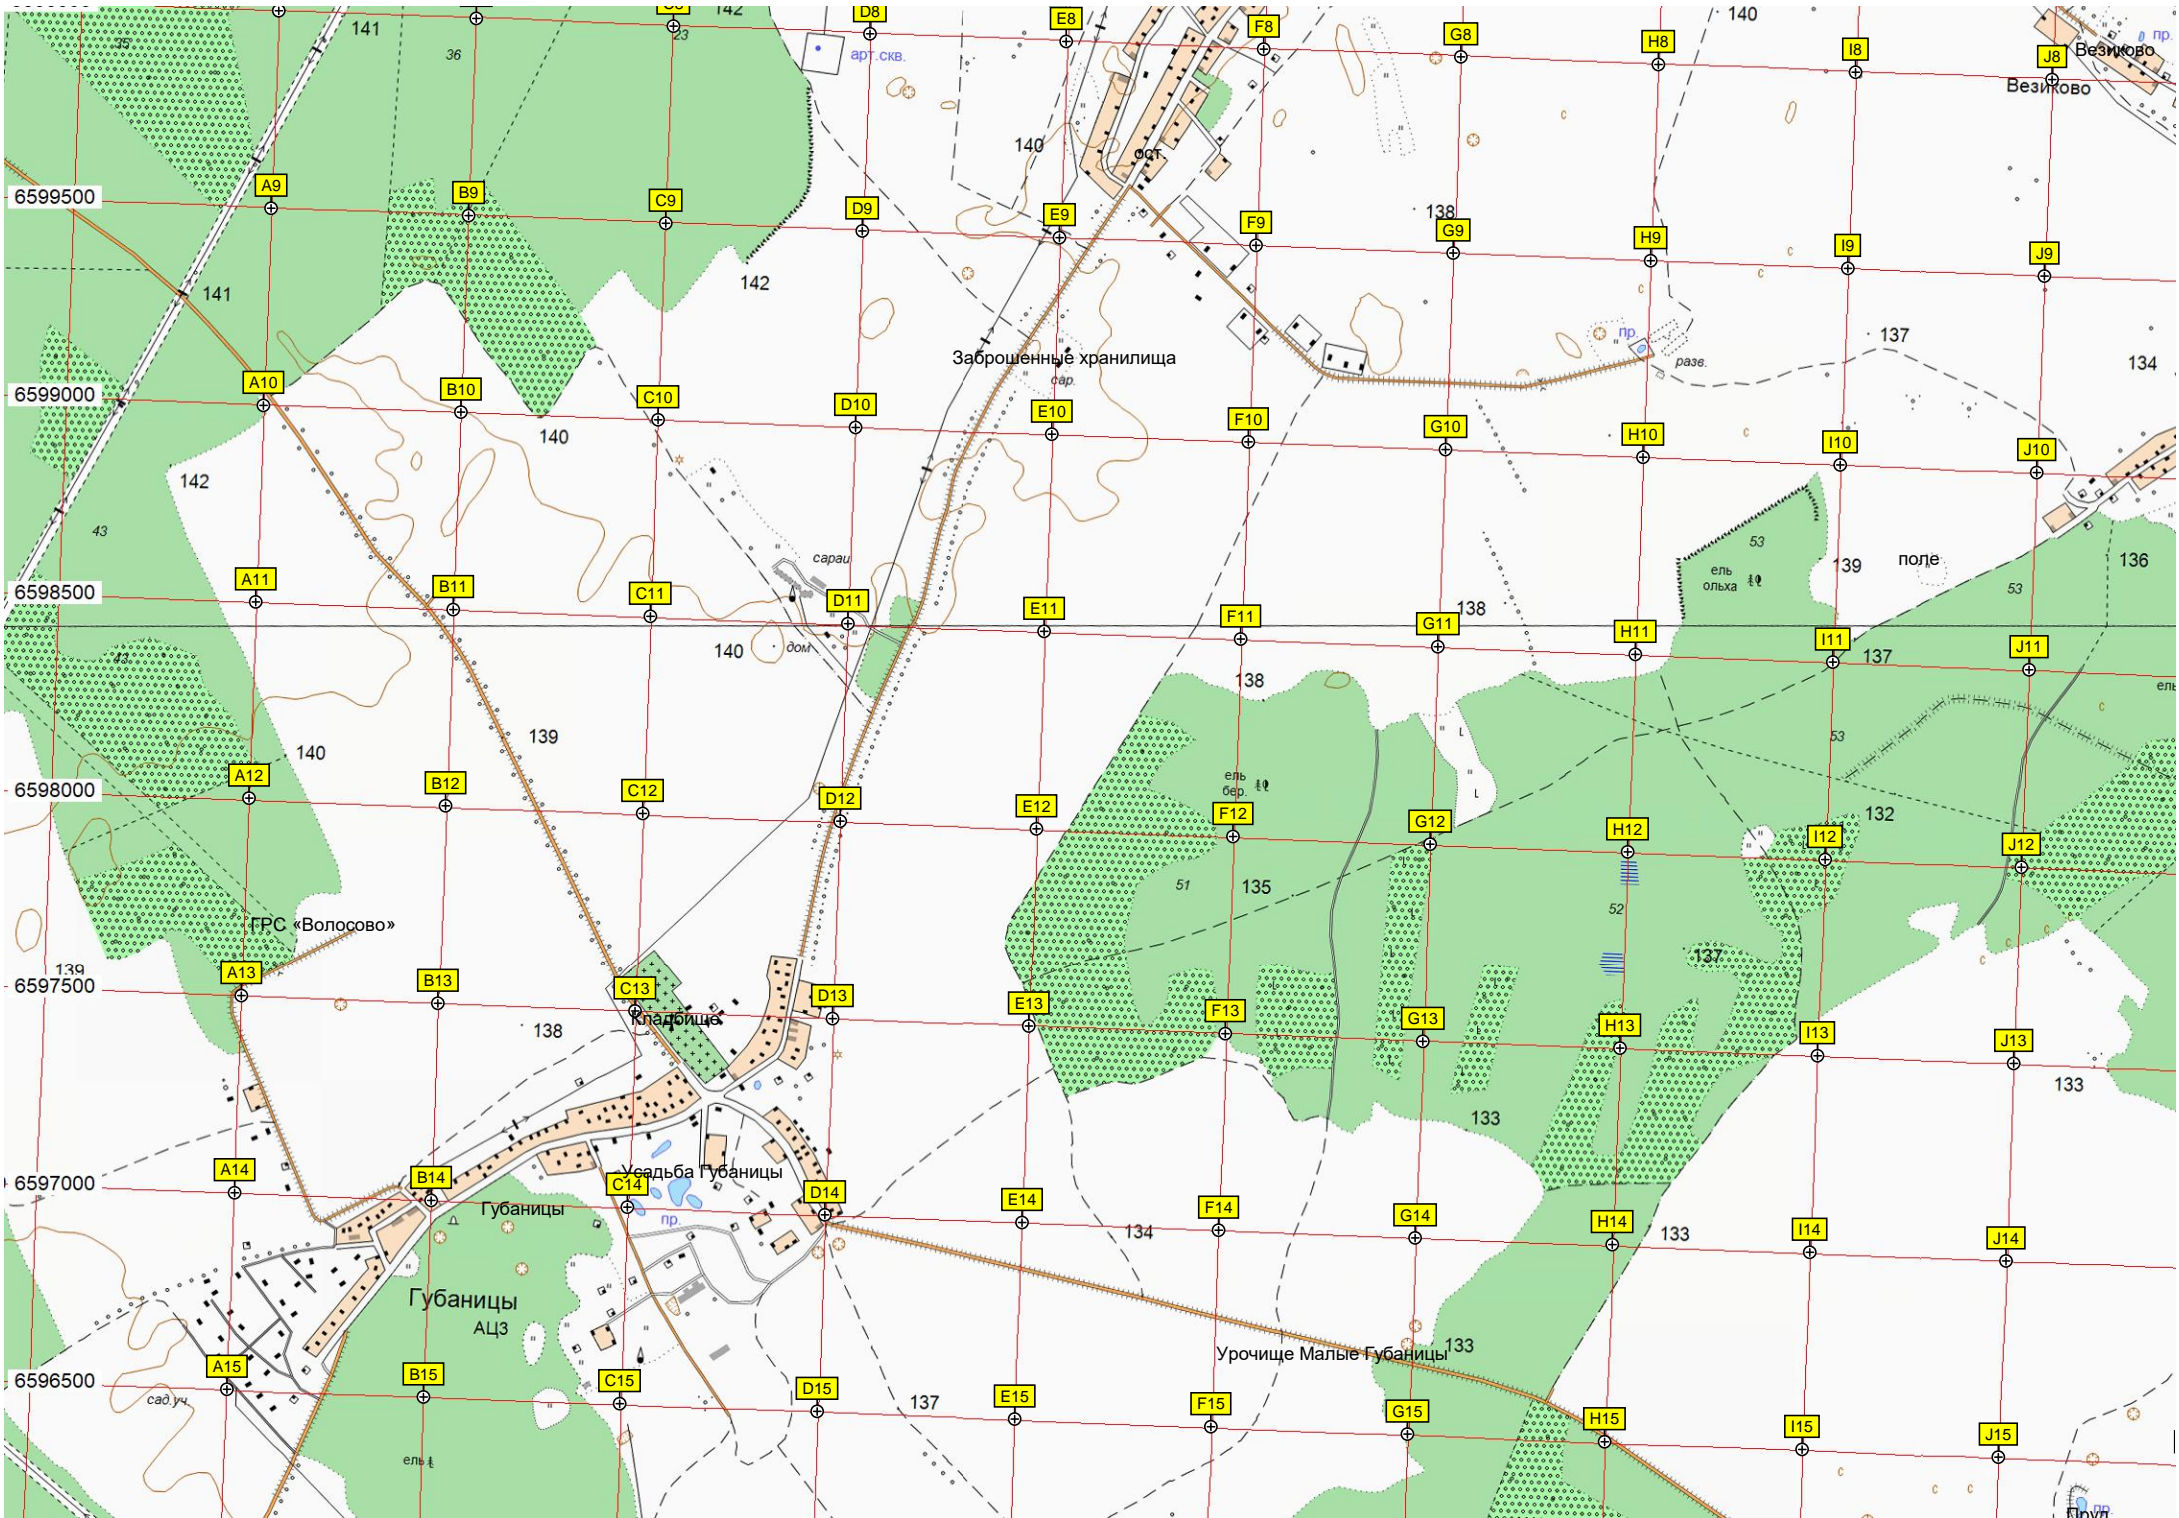 142
D8
E8
F8
G8
H8
140
I8
J8
Везиково
пр.
141
35
36
23
арт.скв.
Везиково
140
ост.
6599500
A9
B9
C9
D9
E9
F9
138
G9
H9
I9
J9
141
142
Заброшенные хранилища
сар.
пр.
разв.
137
134
6599000
A10
B10
C10
D10
E10
F10
G10
H10
I10
J10
140
142
43
сараи
53
ель
ольха
139
поле
136
53
6598500
A11
B11
C11
D11
E11
F11
G11
138
H11
I11
137
J11
43
140
дом
138
ель
140
139
53
6598000
A12
B12
C12
D12
E12
ель
бер.
F12
G12
H12
132
I12
J12
51
135
52
ГРС «Волосово»
137
139
6597500
A13
B13
C13
Кладбище
D13
E13
F13
G13
H13
I13
J13
138
133
133
6597000
A14
B14
Усадьба Губаницы
C14
D14
E14
F14
G14
H14
I14
J14
Губаницы
пр.
134
133
Губаницы
АЦЗ
133
Урочище Малые Губаницы
6596500
A15
B15
C15
D15
E15
F15
G15
H15
I15
J15
сад.уч.
137
ель
пр.
Пруд